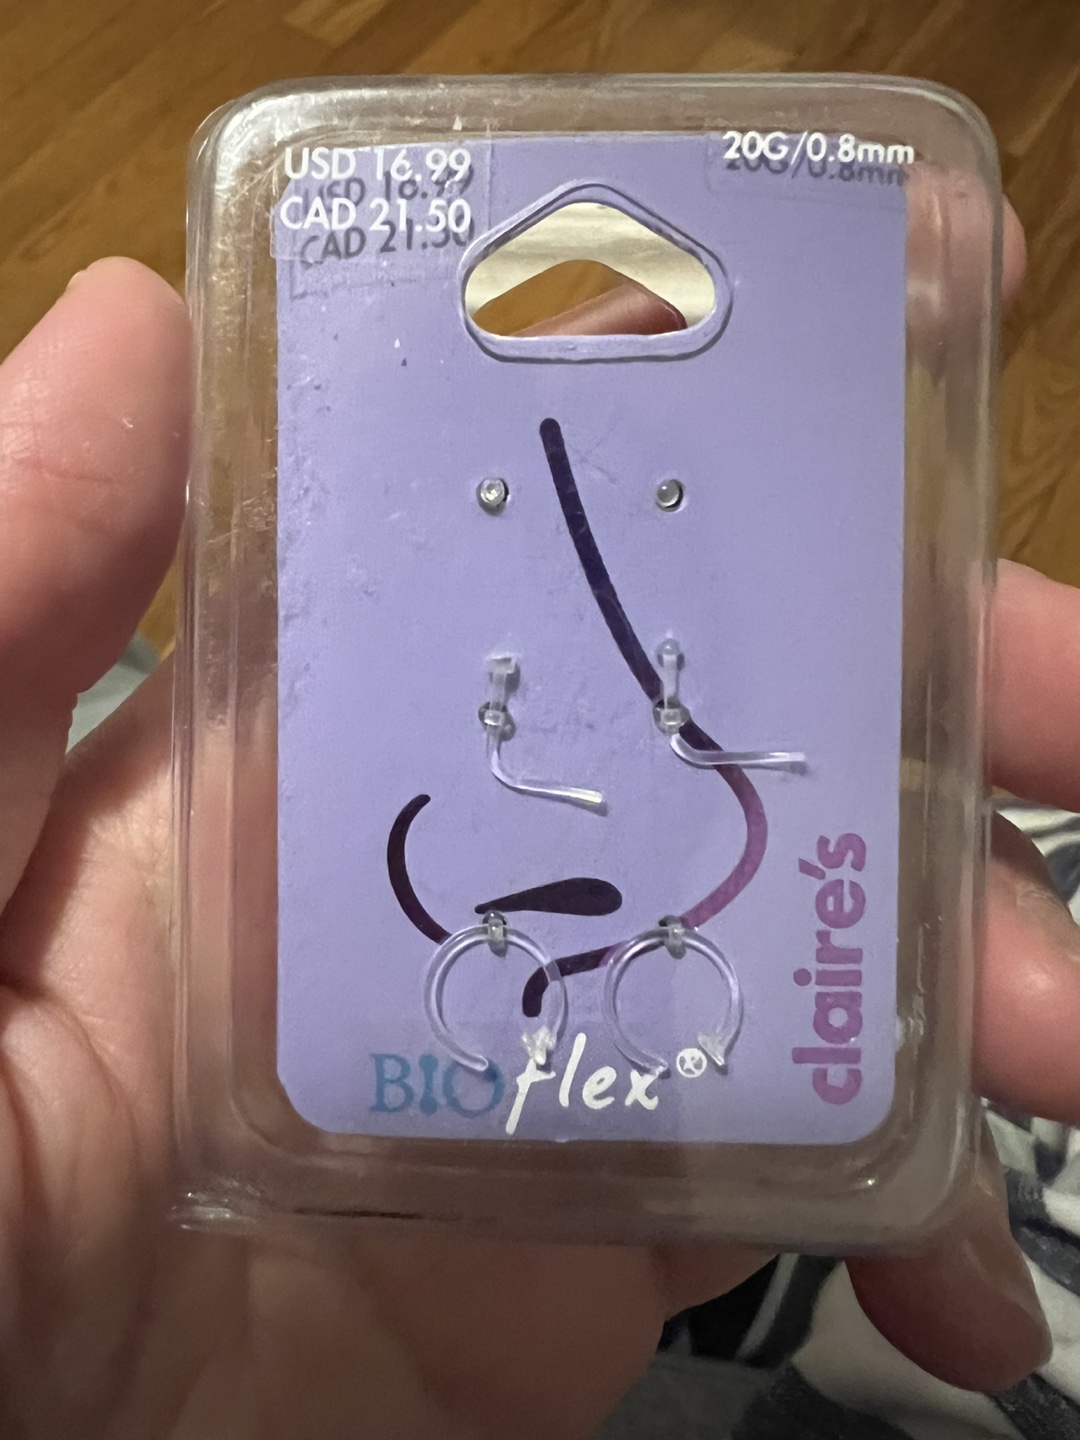 USD 16.99
CAD 21.50
20G/0.8mm
claire's
BIOflex®